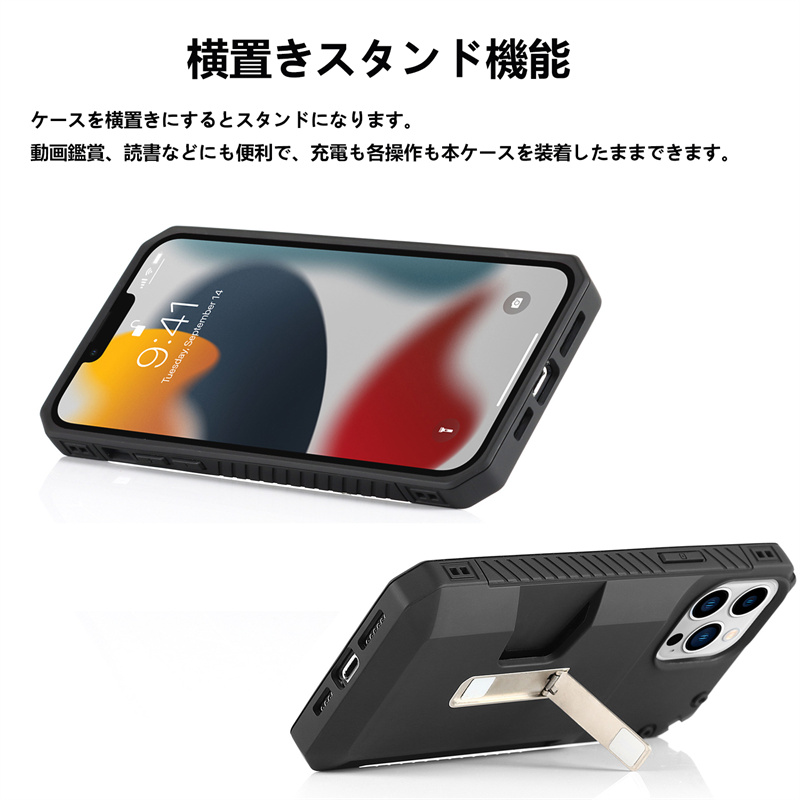 横置きスタンド機能
ケースを横置きにするとスタンドになります。
動画鑑賞、読書などにも便利で、充電も各操作も本ケースを装着したままできます。
9:41
Tuesday, September 14